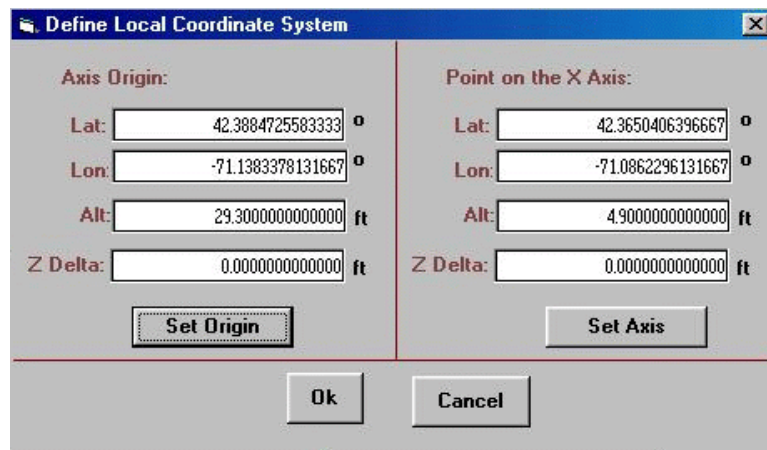 Define Local Coordinate System
Axis Origin:
Lat: 42.3884725583333 o
Lon: -71.1383378131667 o
Alt: 29.3000000000000 ft
Z Delta: 0.0000000000000 ft
Set Origin
Point on the X Axis:
Lat: 42.3650406396667 o
Lon: -71.0862296131667 o
Alt: 4.9000000000000 ft
Z Delta: 0.0000000000000 ft
Set Axis
Ok
Cancel